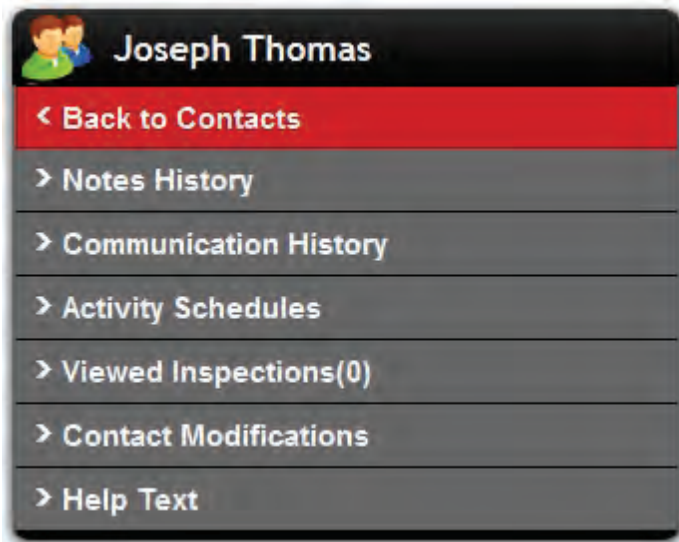 Joseph Thomas
< Back to Contacts
> Notes History
> Communication History
> Activity Schedules
> Viewed Inspections(0)
> Contact Modifications
> Help Text